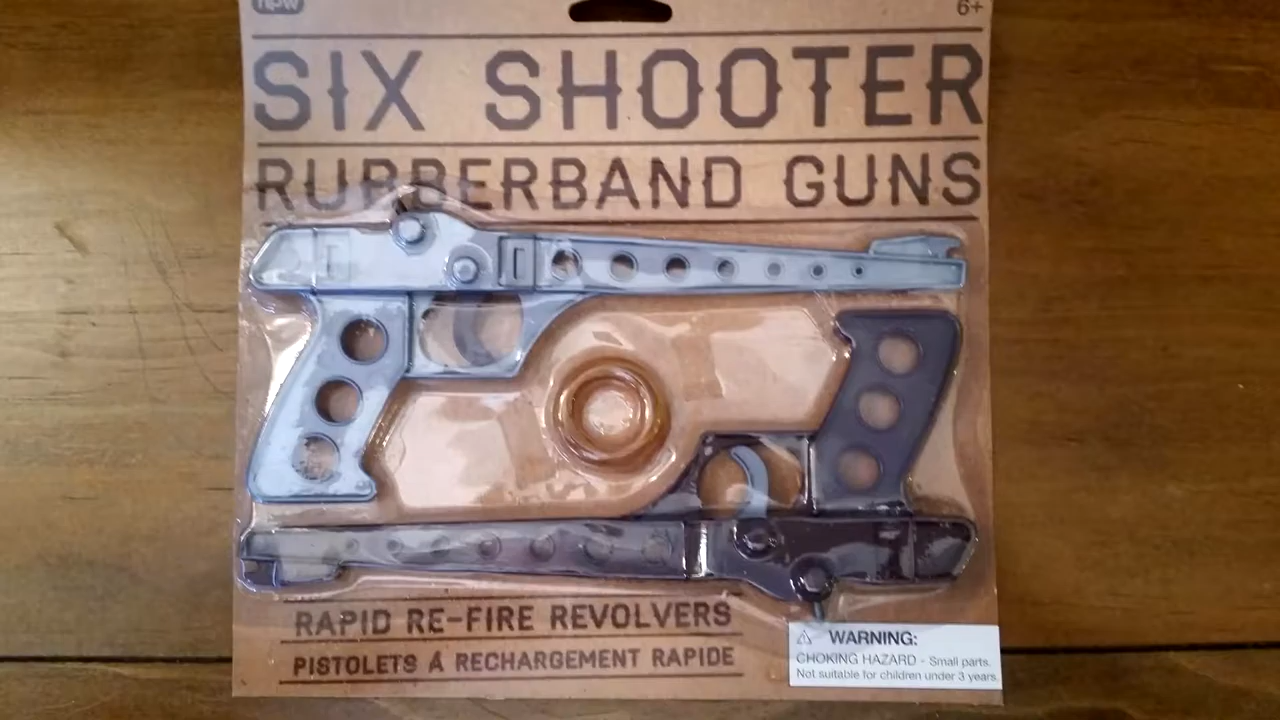 npw
6+
SIX SHOOTER
RUBBERBAND GUNS
RAPID RE-FIRE REVOLVERS
PISTOLETS À RECHARGEMENT RAPIDE
⚠ WARNING:
CHOKING HAZARD - Small parts.
Not suitable for children under 3 years.